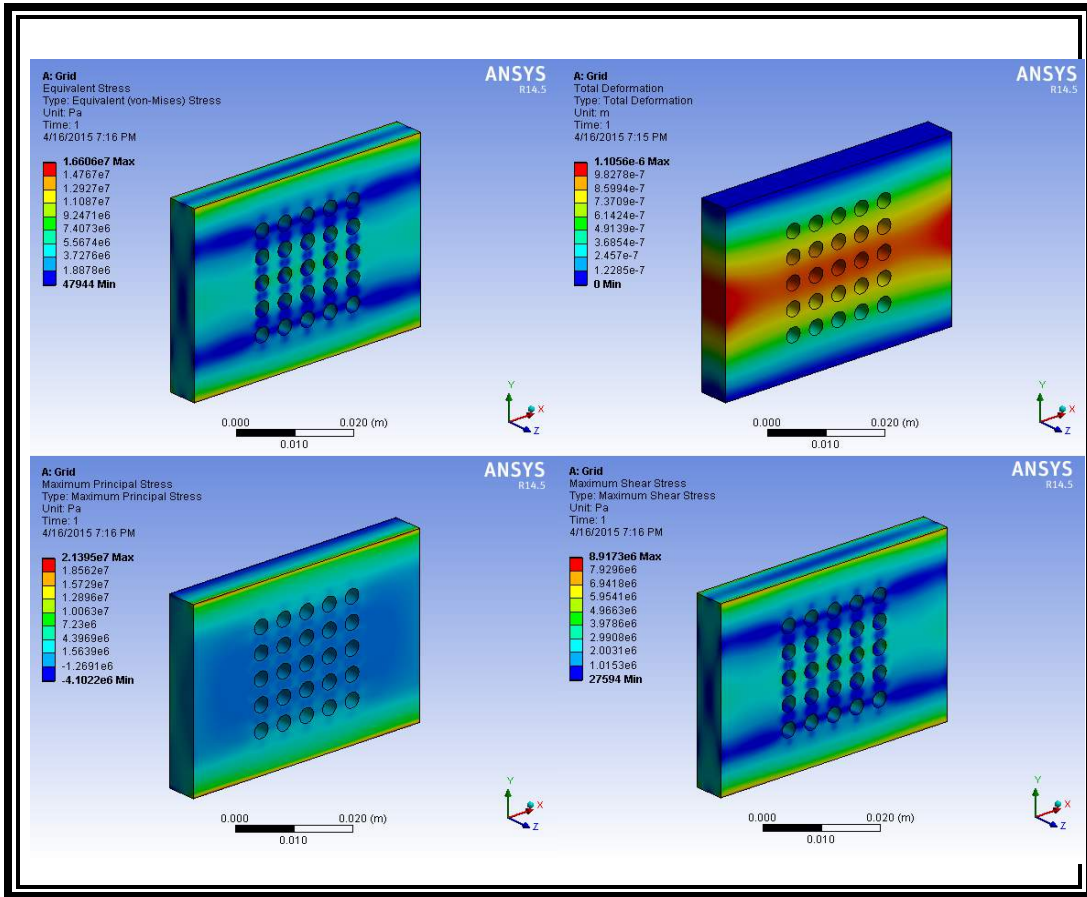 A: Grid
Equivalent Stress
Type: Equivalent (von-Mises) Stress
Unit: Pa
Time: 1
4/16/2015 7:16 PM
1.6606e7 Max
1.4767e7
1.2927e7
1.1087e7
9.2471e6
7.4073e6
5.5674e6
3.7276e6
1.8878e6
47944 Min
ANSYS
R14.5
Y
X
Z
0.000 0.020 (m)
0.010
A: Grid
Total Deformation
Type: Total Deformation
Unit: m
Time: 1
4/16/2015 7:15 PM
1.1056e-6 Max
9.8278e-7
8.5994e-7
7.3709e-7
6.1424e-7
4.9139e-7
3.6854e-7
2.457e-7
1.2285e-7
0 Min
ANSYS
R14.5
Y
X
Z
0.000 0.020 (m)
0.010
A: Grid
Maximum Principal Stress
Type: Maximum Principal Stress
Unit: Pa
Time: 1
4/16/2015 7:16 PM
2.1395e7 Max
1.8562e7
1.5729e7
1.2896e7
1.0063e7
7.23e6
4.3969e6
1.5639e6
-1.2691e6
-4.1022e6 Min
ANSYS
R14.5
Y
X
Z
0.000 0.020 (m)
0.010
A: Grid
Maximum Shear Stress
Type: Maximum Shear Stress
Unit: Pa
Time: 1
4/16/2015 7:16 PM
8.9173e6 Max
7.9296e6
6.9418e6
5.9541e6
4.9663e6
3.9786e6
2.9908e6
2.0031e6
1.0153e6
27594 Min
ANSYS
R14.5
Y
X
Z
0.000 0.020 (m)
0.010